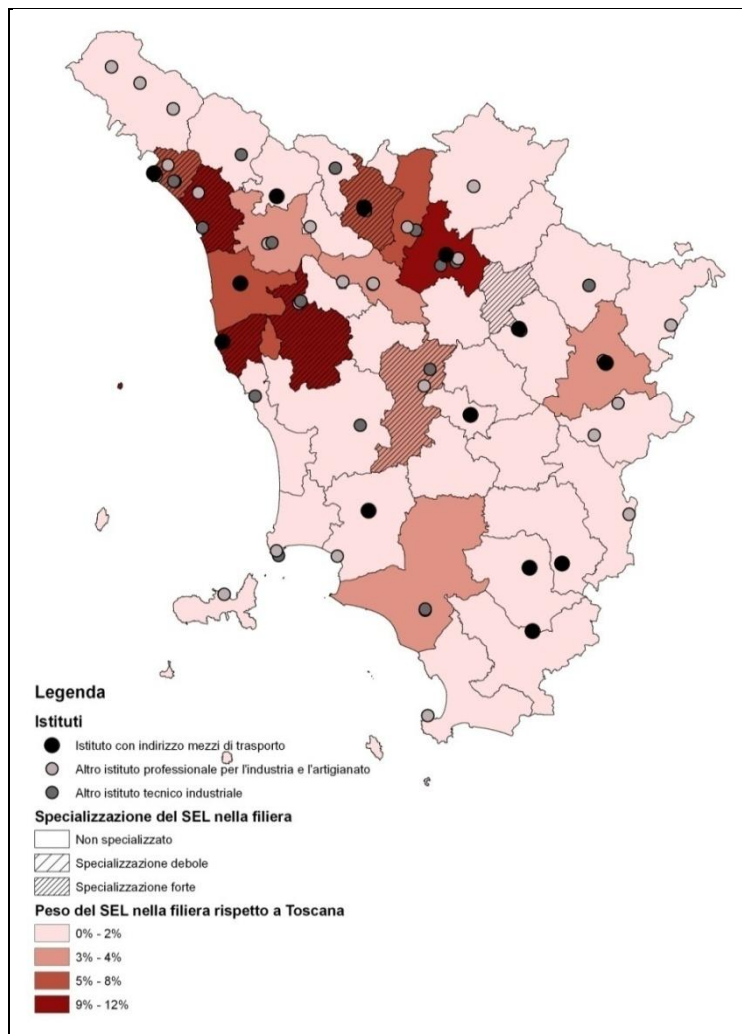 Legenda
Istituti
Istituto con indirizzo mezzi di trasporto
Altro istituto professionale per l'industria e l'artigianato
Altro istituto tecnico industriale
Specializzazione del SEL nella filiera
Non specializzato
Specializzazione debole
Specializzazione forte
Peso del SEL nella filiera rispetto a Toscana
0% - 2%
3% - 4%
5% - 8%
9% - 12%